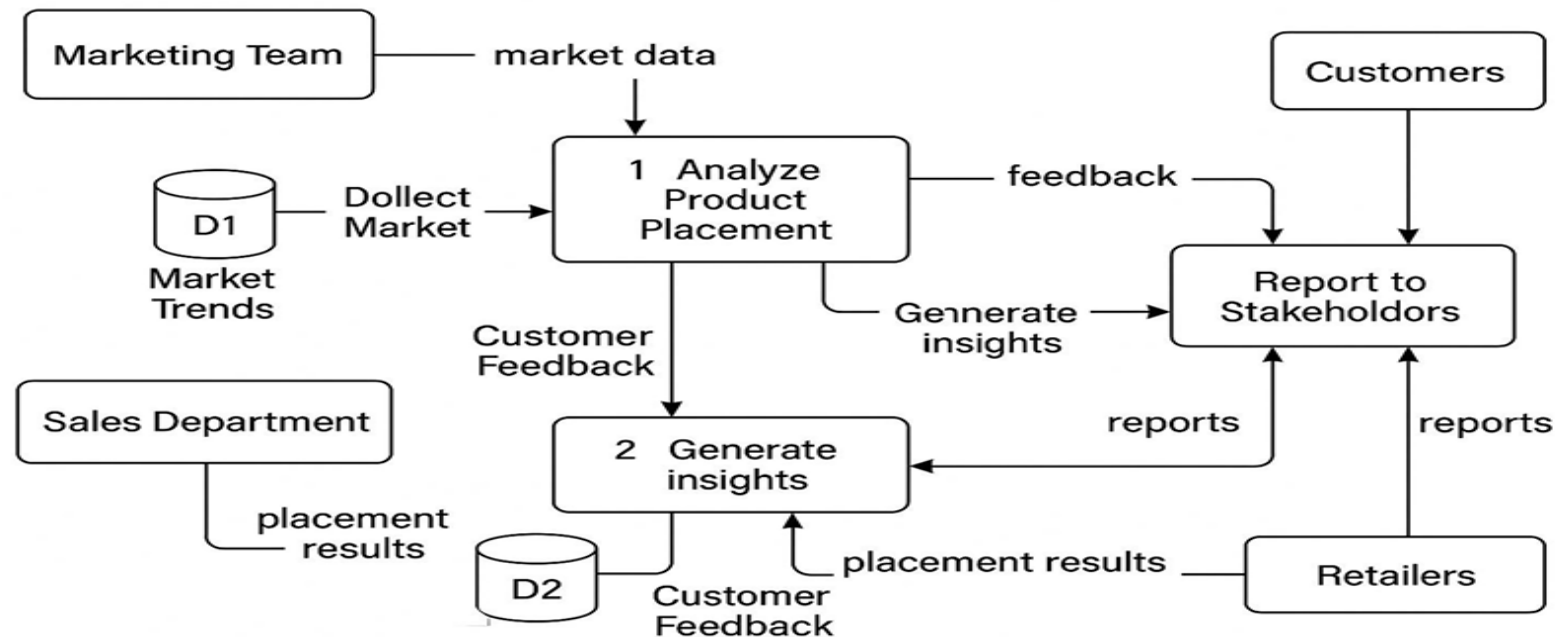 Marketing Team
market data
Customers
1 Analyze
Product
Placement
feedback
D1
Dollect
Market
Market
Trends
Report to
Stakeholdors
Gennerate
insights
Customer
Feedback
Sales Department
reports
reports
2 Generate
insights
placement
results
D2
Customer
Feedback
placement results
Retailers